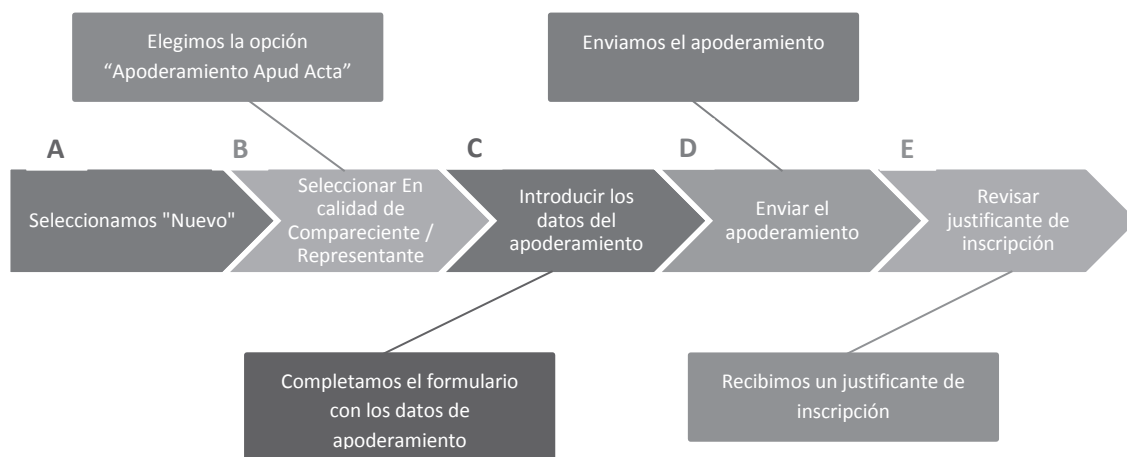 Elegimos la opción
“Apoderamiento Apud Acta”
Enviamos el apoderamiento
A
B
C
D
E
Seleccionamos "Nuevo"
Seleccionar En
calidad de
Compareciente /
Representante
Introducir los
datos del
apoderamiento
Enviar el
apoderamiento
Revisar
justificante de
inscripción
Completamos el formulario
con los datos de
apoderamiento
Recibimos un justificante de
inscripción